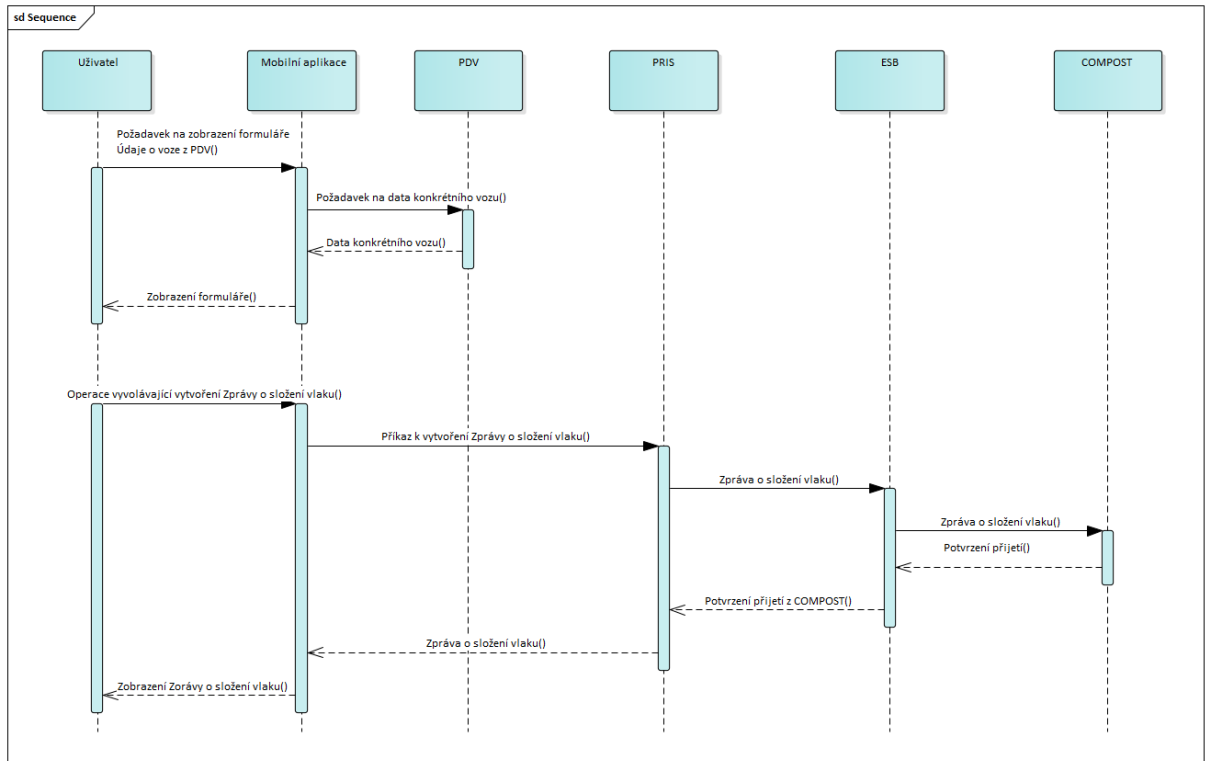 sd Sequence
Uživatel
Mobilní aplikace
PDV
PRIS
ESB
COMPOST
Požadavek na zobrazení formuláře
Údaje o voze z PDV()
Požadavek na data konkrétního vozu()
Data konkrétního vozu()
Zobrazení formuláře()
Operace vyvolávající vytvoření Zprávy o složení vlaku()
Příkaz k vytvoření Zprávy o složení vlaku()
Zpráva o složení vlaku()
Zpráva o složení vlaku()
Potvrzení přijetí()
Potvrzení přijetí z COMPOST()
Zpráva o složení vlaku()
Zobrazení Zorávy o složení vlaku()